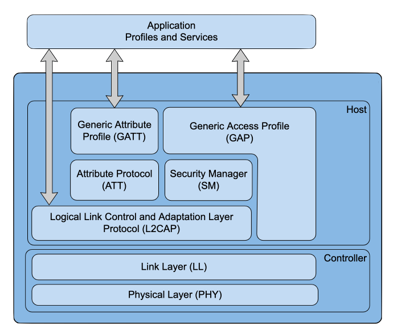 Application
Profiles and Services
Host
Generic Attribute
Profile (GATT)
Generic Access Profile
(GAP)
Attribute Protocol
(ATT)
Security Manager
(SM)
Logical Link Control and Adaptation Layer
Protocol (L2CAP)
Controller
Link Layer (LL)
Physical Layer (PHY)